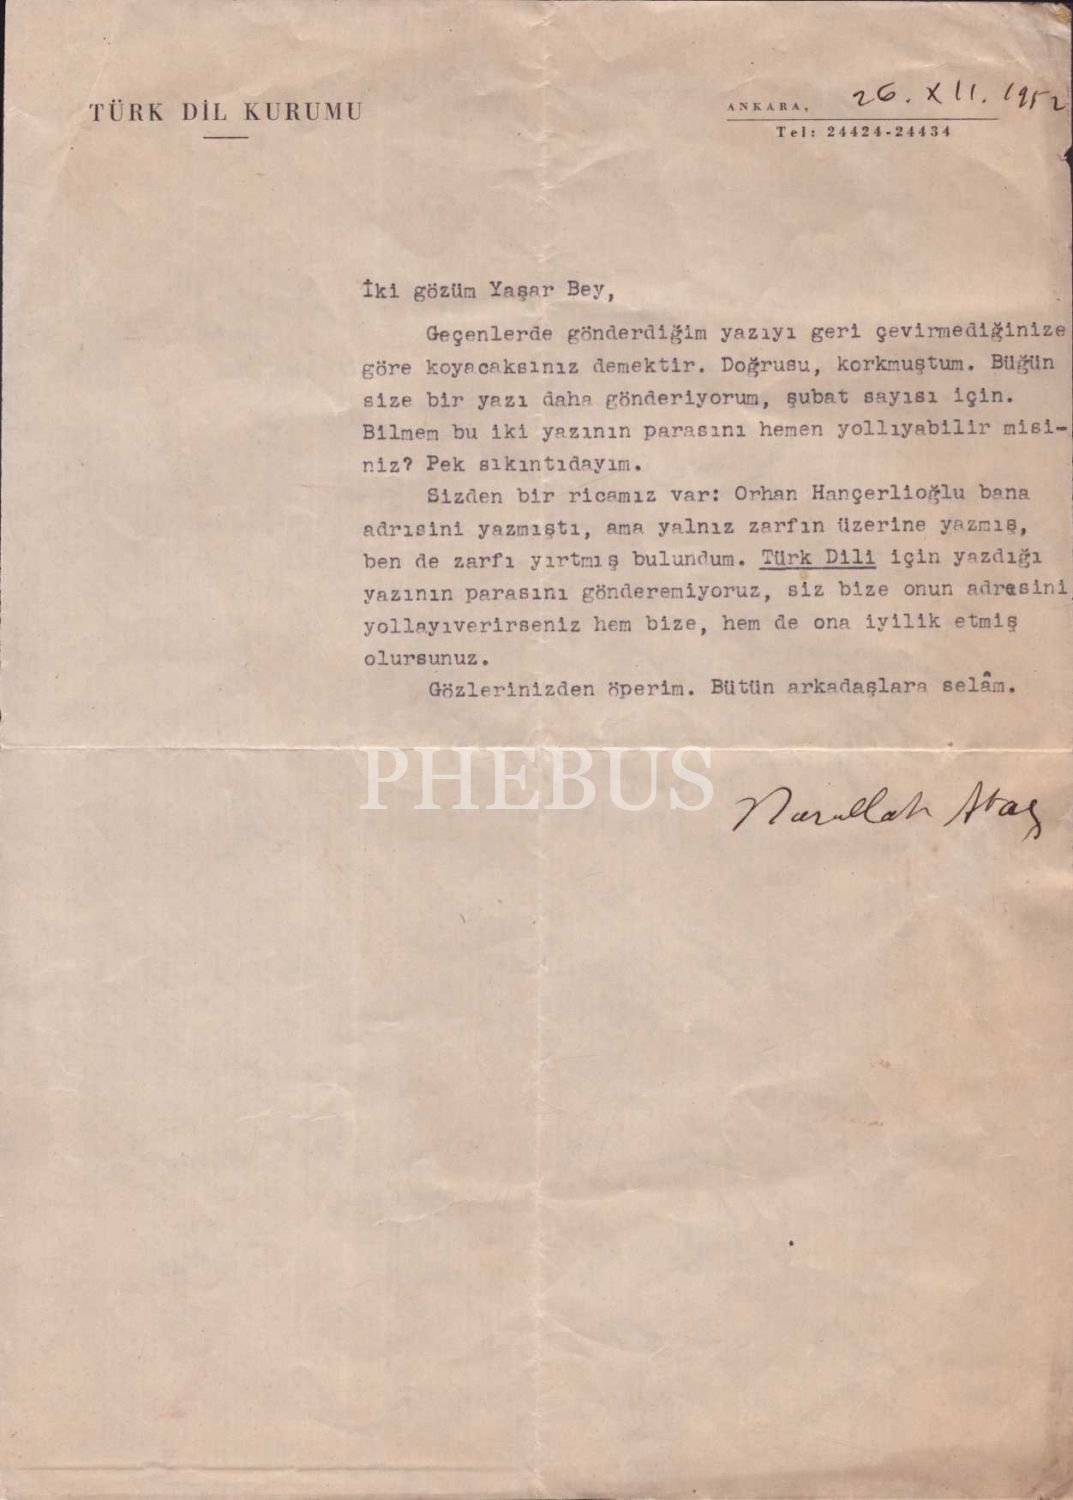 TÜRK DİL KURUMU
ANKARA, 26. XII. 1952
Tel: 24424-24434
İki gözüm Yaşar Bey,
Geçenlerde gönderdiğim yazıyı geri çevirmediğinize
göre koyacaksınız demektir. Doğrusu, korkmuştum. Büğün
size bir yazı daha gönderiyorum, şubat sayısı için.
Bilmem bu iki yazının parasını hemen yollıyabilir misi-
niz? Pek sıkıntıdayım.
Sizden bir ricamız var: Orhan Hançerlioğlu bana
adrısini yazmıştı, ama yalnız zarfın üzerine yazmış,
ben de zarfı yırtmış bulundum. Türk Dili için yazdığı
yazının parasını gönderemiyoruz, siz bize onun adresini
yollayıverirseniz hem bize, hem de ona iyilik etmiş
olursunuz.
Gözlerinizden öperim. Bütün arkadaşlara selâm.
PHEBUS
Nurullah Ataç